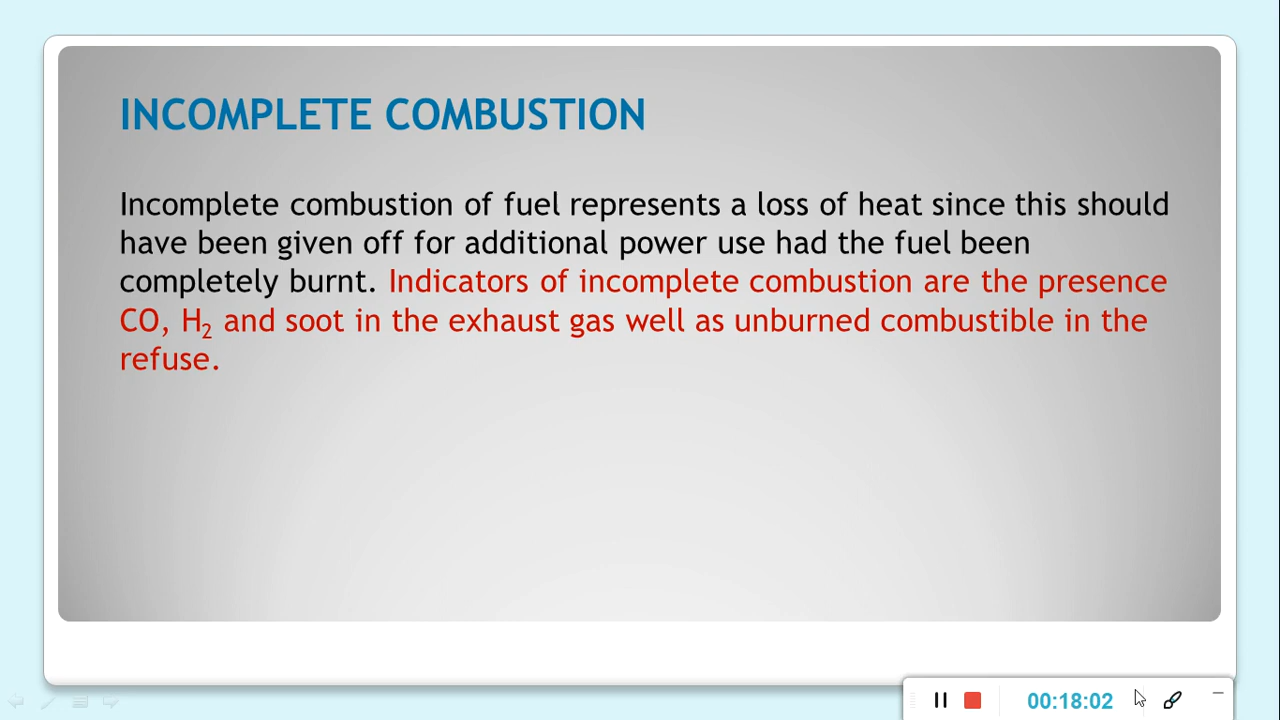 INCOMPLETE COMBUSTION
Incomplete combustion of fuel represents a loss of heat since this should
have been given off for additional power use had the fuel been
completely burnt. Indicators of incomplete combustion are the presence
CO, H₂ and soot in the exhaust gas well as unburned combustible in the
refuse.
00:18:02